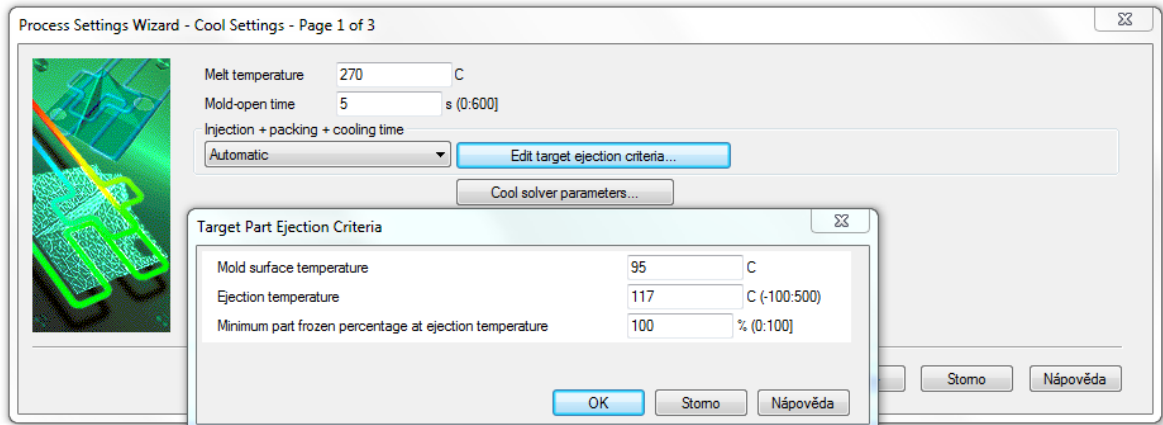 Process Settings Wizard - Cool Settings - Page 1 of 3
Melt temperature 270 C
Mold-open time 5 s (0:600]
Injection + packing + cooling time
Automatic Edit target ejection criteria...
Cool solver parameters...
Target Part Ejection Criteria
Mold surface temperature 95 C
Ejection temperature 117 C (-100:500)
Minimum part frozen percentage at ejection temperature 100 % (0:100]
Storno Nápověda
OK Storno Nápověda